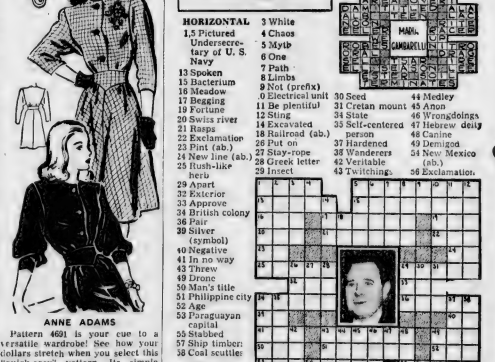 ANNE ADAMS
Pattern 4691 is your cue to a
versatile wardrobe! See how your
dollars stretch when you select this
HORIZONTAL
1,5 Pictured
Undersecre-
tary of U. S.
Navy
13 Spoken
15 Bacterium
16 Meadow
17 Begging
19 Fortune
20 Swiss river
21 Rasps
22 Exclamation
23 Pint (ab.)
24 New line (ab.)
25 Rush-like
herb
29 Apart
32 Exterior
33 Approve
34 British colony
36 Pair
39 Silver
(symbol)
40 Negative
41 In no way
43 Threw
49 Drone
50 Man's title
51 Philippine city
52 Age
53 Paraguayan
capital
55 Stabbed
57 Ship timber
58 Coal scuttler
3 White
4 Chaos
5 Myth
6 One
7 Path
8 Limbs
9 Not (prefix)
10 Electrical unit
11 Be plentiful
12 Sting
14 Excavated
18 Railroad (ab.)
26 Put on
27 Stay-rope
28 Greek letter
29 Insect
30 Seed
31 Cretan mount
34 State
35 Self-centered
person
37 Hardened
38 Wanderers
42 Veritable
43 Twitching
44 Medley
45 Anon
46 Wrongdoings
47 Hebrew deity
48 Canine
49 Demigod
54 New Mexico
(ab.)
56 Exclamation
MARIA
GAMBARELLI